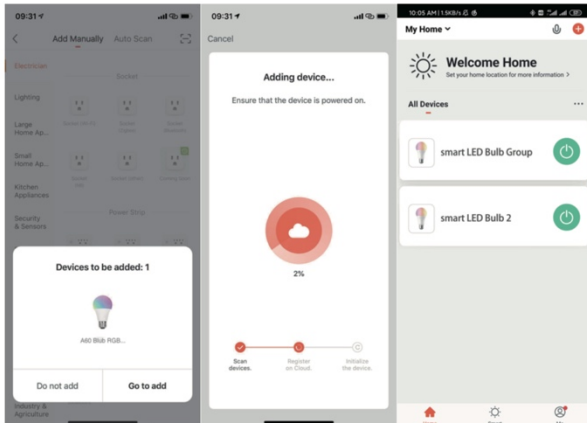 09:31
Add Manually Auto Scan
Electrician
Socket
Lighting
Large
Home Ap...
Small
Home Ap...
Kitchen
Appliances
Power Strip
Security
& Sensors
Devices to be added: 1
A60 Blub RGB...
Do not add Go to add
Industry &
Agriculture
09:31
Cancel
Adding device...
Ensure that the device is powered on.
2%
Scan
devices.
Register
on Cloud.
Initialize
the device.
10:05 AM | 1.5KB/s
My Home
Welcome Home
Set your home location for more information >
All Devices ...
smart LED Bulb Group
smart LED Bulb 2